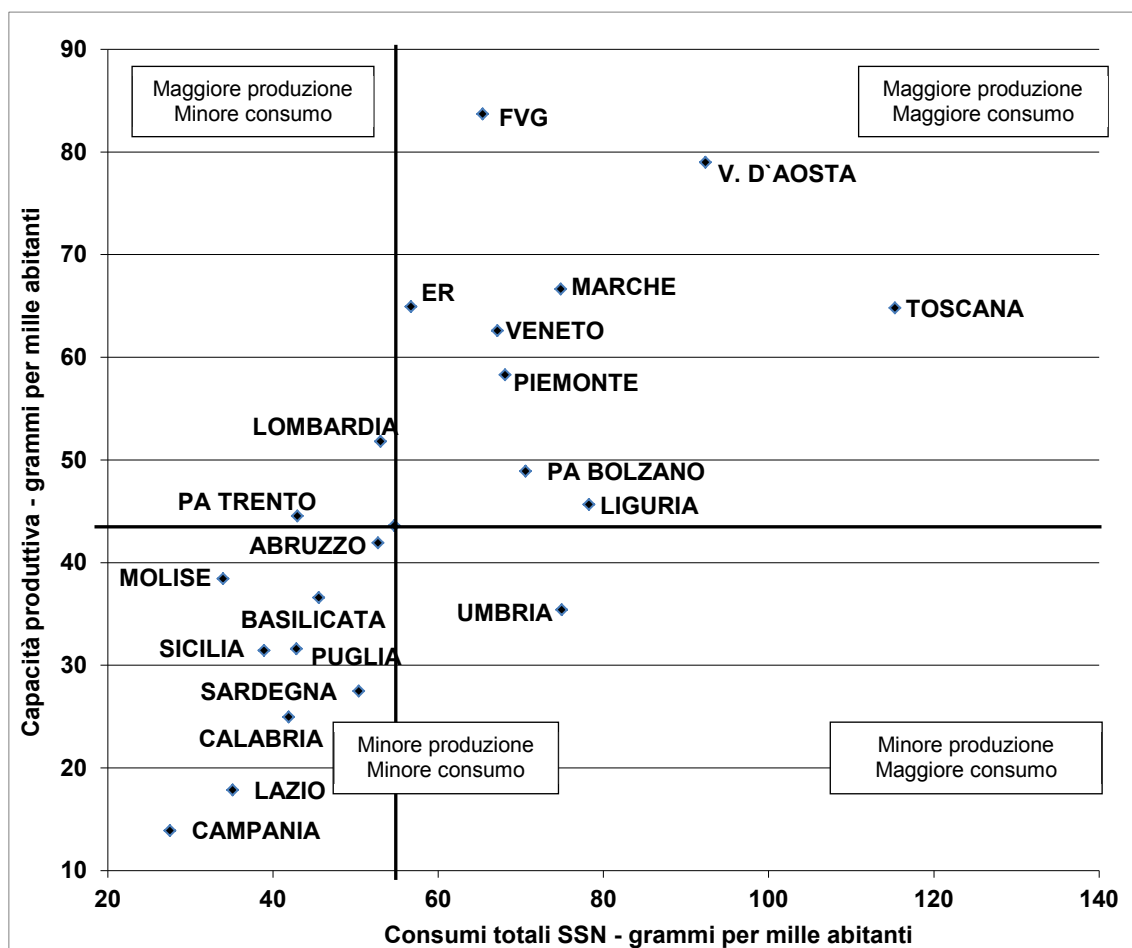 90
Maggiore produzione
Minore consumo
Maggiore produzione
Maggiore consumo
FVG
80
V. D`AOSTA
70
ER
MARCHE
TOSCANA
VENETO
60
PIEMONTE
LOMBARDIA
50
PA BOLZANO
PA TRENTO
LIGURIA
ABRUZZO
40
MOLISE
BASILICATA
UMBRIA
SICILIA
PUGLIA
30
SARDEGNA
CALABRIA
Minore produzione
Minore consumo
Minore produzione
Maggiore consumo
20
LAZIO
CAMPANIA
10
20 40 60 80 100 120 140
Consumi totali SSN - grammi per mille abitanti
Capacità produttiva - grammi per mille abitanti